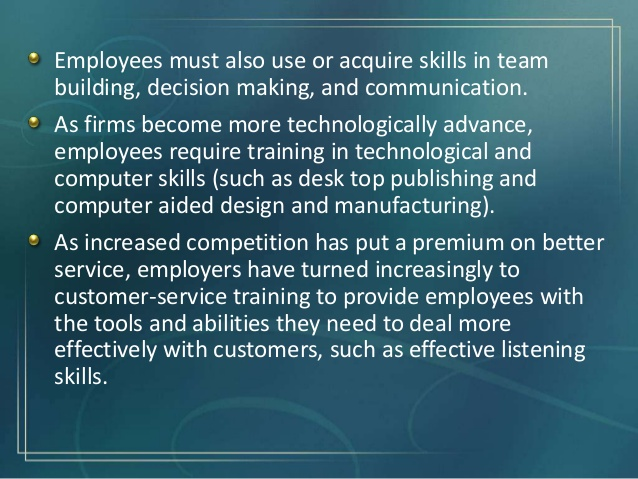 Employees must also use or acquire skills in team
building, decision making, and communication.
As firms become more technologically advance,
employees require training in technological and
computer skills (such as desk top publishing and
computer aided design and manufacturing).
As increased competition has put a premium on better
service, employers have turned increasingly to
customer-service training to provide employees with
the tools and abilities they need to deal more
effectively with customers, such as effective listening
skills.